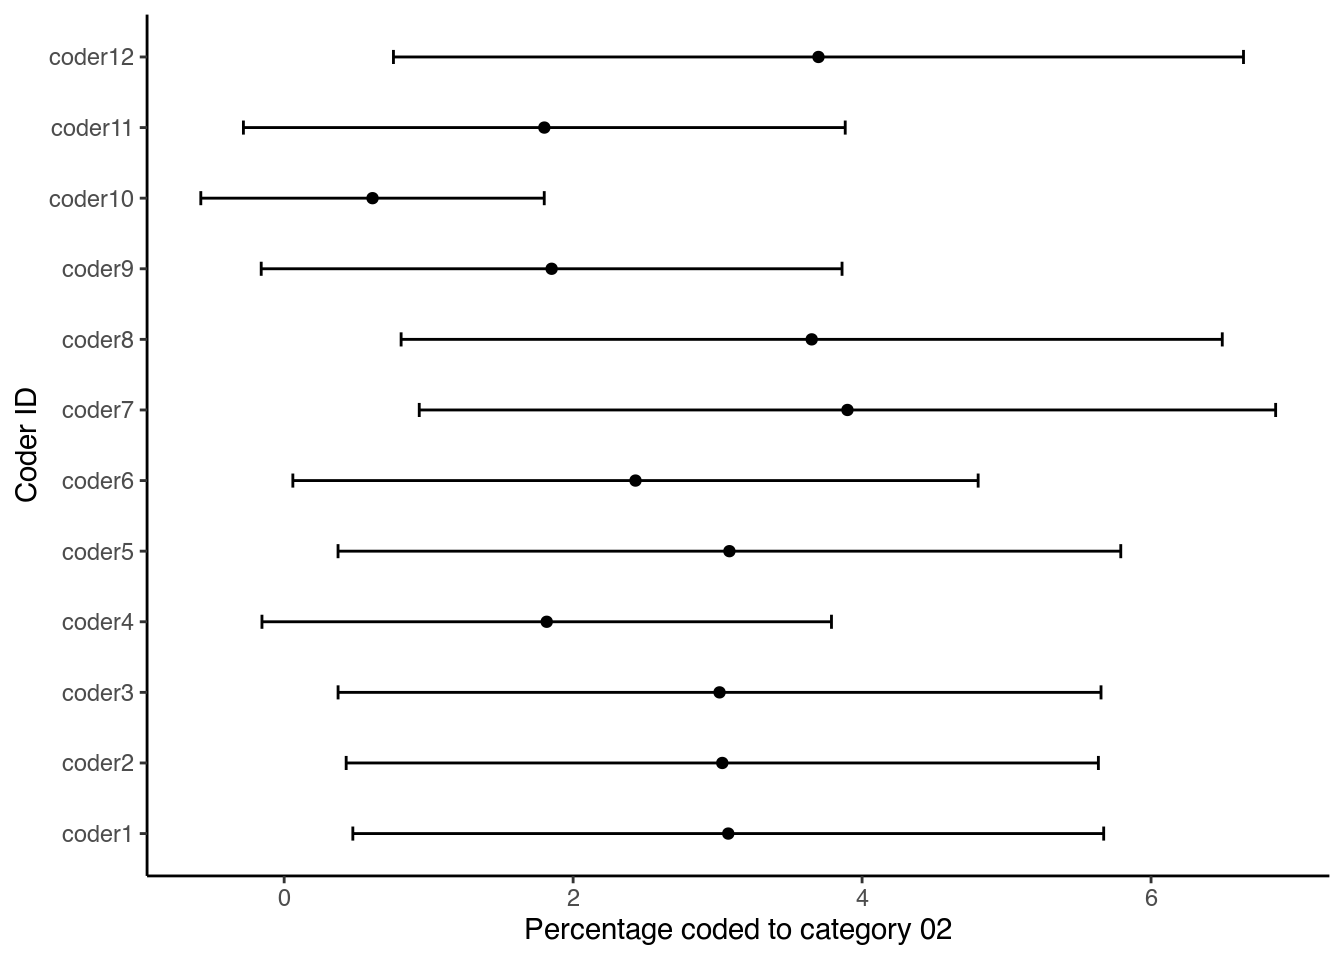 coder12
coder11
coder10
coder9
coder8
coder7
coder6
coder5
coder4
coder3
coder2
coder1
Coder ID
0 2 4 6
Percentage coded to category 02